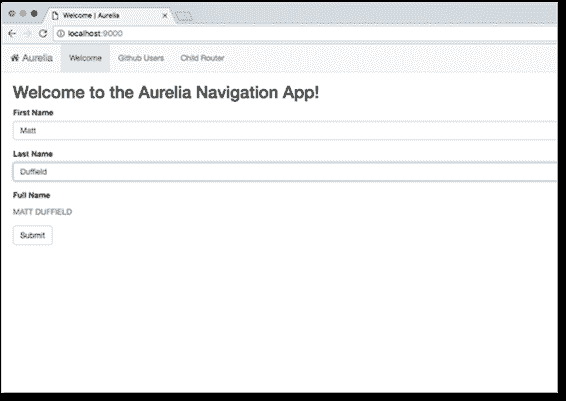 Welcome | Aurelia
localhost:9000
Aurelia Welcome Github Users Child Router
Welcome to the Aurelia Navigation App!
First Name
Matt
Last Name
Duffield
Full Name
MATT DUFFIELD
Submit